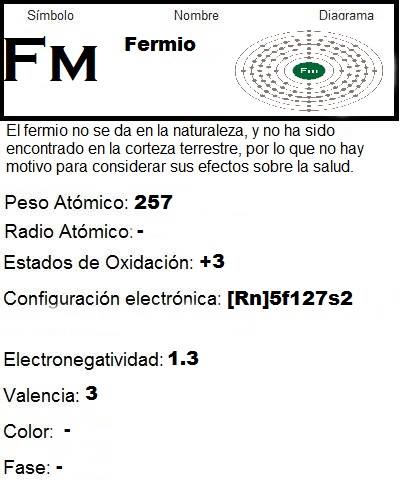 Símbolo Nombre Diagrama
FM Fermio Fm
El fermio no se da en la naturaleza, y no ha sido
encontrado en la corteza terrestre, por lo que no hay
motivo para considerar sus efectos sobre la salud.
Peso Atómico: 257
Radio Atómico: -
Estados de Oxidación: +3
Configuración electrónica: [Rn]5f127s2
Electronegatividad: 1.3
Valencia: 3
Color: -
Fase: -